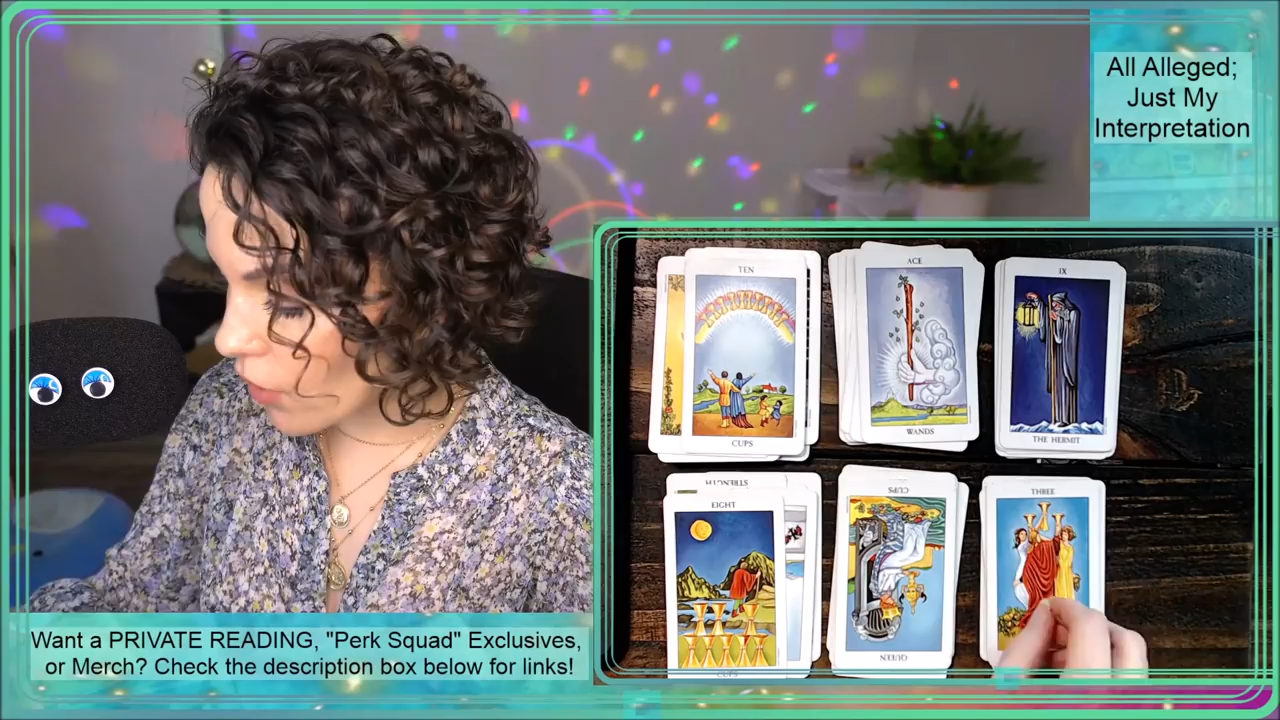 All Alleged;
Just My
Interpretation
TEN
CUPS
ACE
WANDS
IX
THE HERMIT
STRENGTH
EIGHT
CUPS
CUPS
QUEEN
THREE
Want a PRIVATE READING, "Perk Squad" Exclusives,
or Merch? Check the description box below for links!